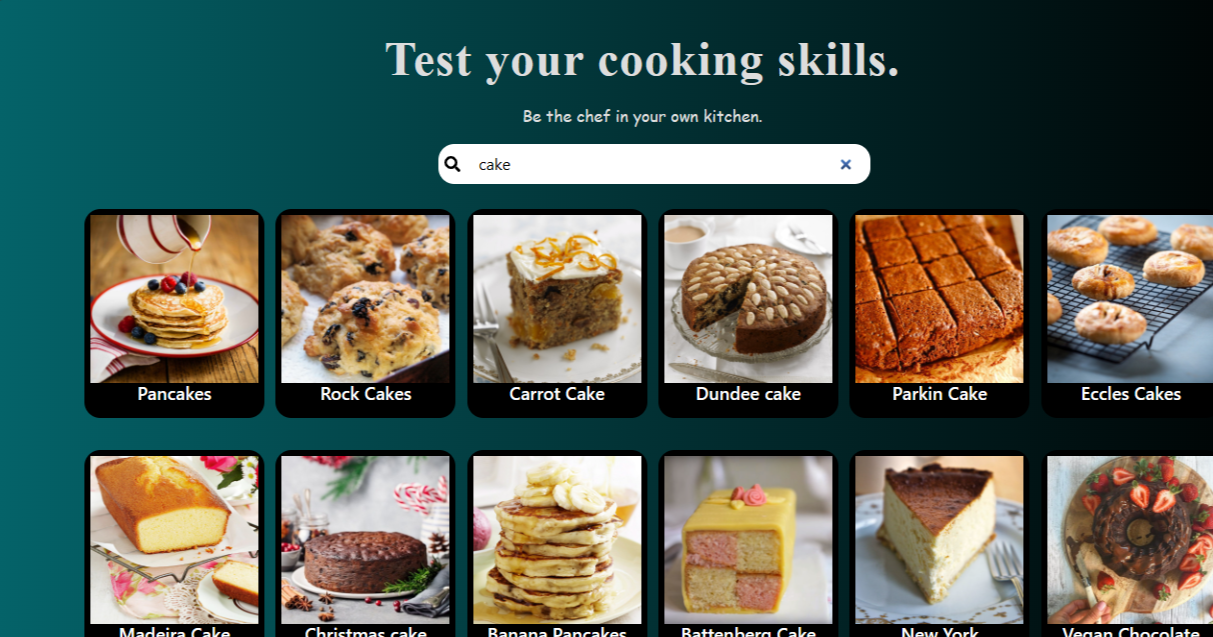 Test your cooking skills.
Be the chef in your own kitchen.
cake
Pancakes
Rock Cakes
Carrot Cake
Dundee cake
Parkin Cake
Eccles Cakes
Madeira Cake
Christmas cake
Banana Pancakes
Battenberg Cake
New York
Vegan Chocolate